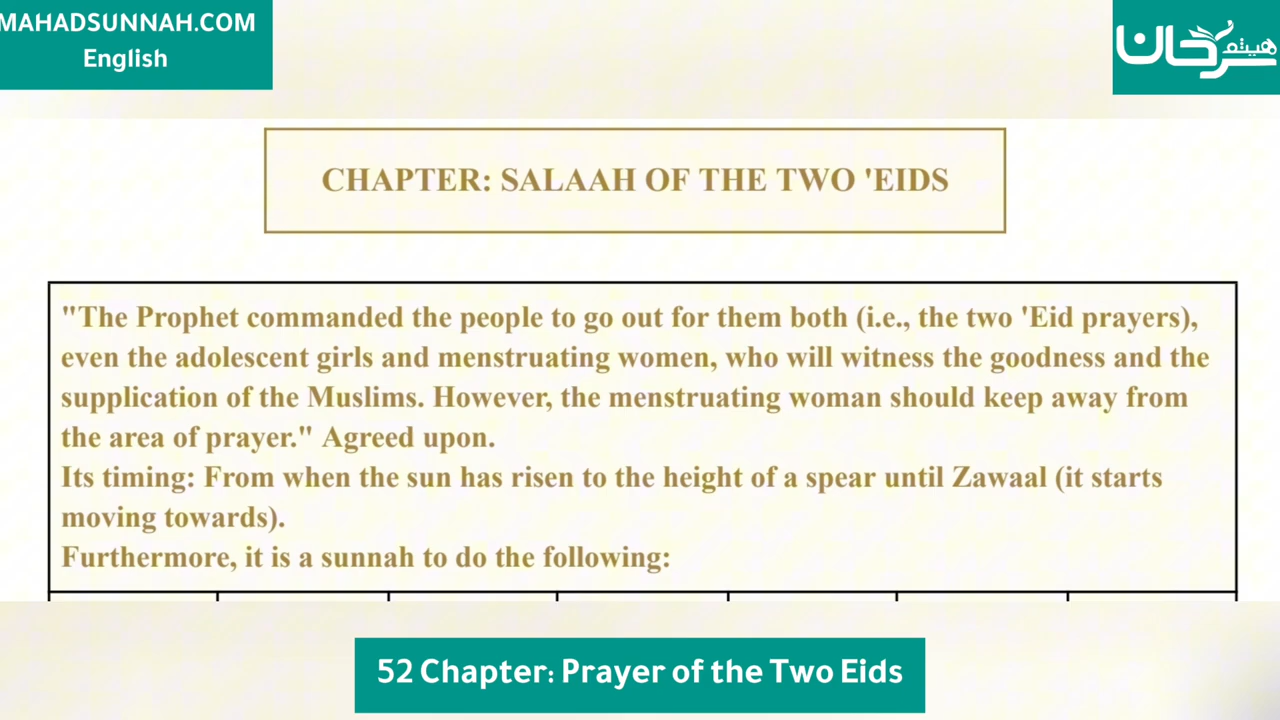 MAHADSUNNAH.COM
English
هيثم
سرحان
CHAPTER: SALAAH OF THE TWO 'EIDS
"The Prophet commanded the people to go out for them both (i.e., the two 'Eid prayers),
even the adolescent girls and menstruating women, who will witness the goodness and the
supplication of the Muslims. However, the menstruating woman should keep away from
the area of prayer." Agreed upon.
Its timing: From when the sun has risen to the height of a spear until Zawaal (it starts
moving towards).
Furthermore, it is a sunnah to do the following:
52 Chapter: Prayer of the Two Eids